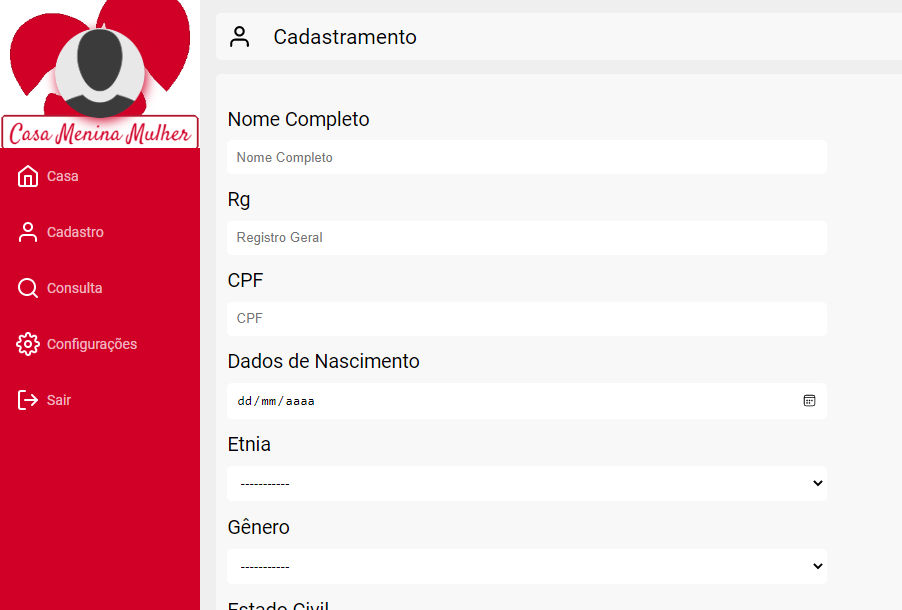 Casa Menina Mulher
Casa
Cadastro
Consulta
Configurações
Sair
Cadastramento
Nome Completo
Nome Completo
Rg
Registro Geral
CPF
CPF
Dados de Nascimento
dd/mm/aaaa
Etnia
-----------
Gênero
-----------
Estado Civil